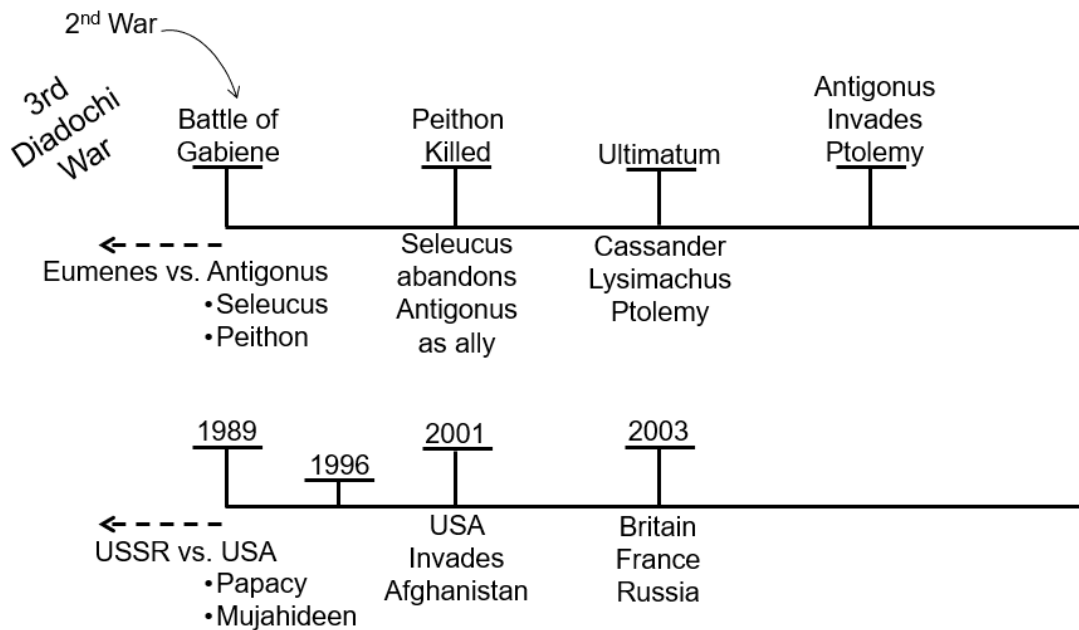 2nd War
3rd
Diadochi
War
Battle of
Gabiene
Peithon
Killed
Ultimatum
Antigonus
Invades
Ptolemy
Eumenes vs. Antigonus
•Seleucus
•Peithon
Seleucus
abandons
Antigonus
as ally
Cassander
Lysimachus
Ptolemy
1989
1996
2001
2003
USSR vs. USA
•Papacy
•Mujahideen
USA
Invades
Afghanistan
Britain
France
Russia